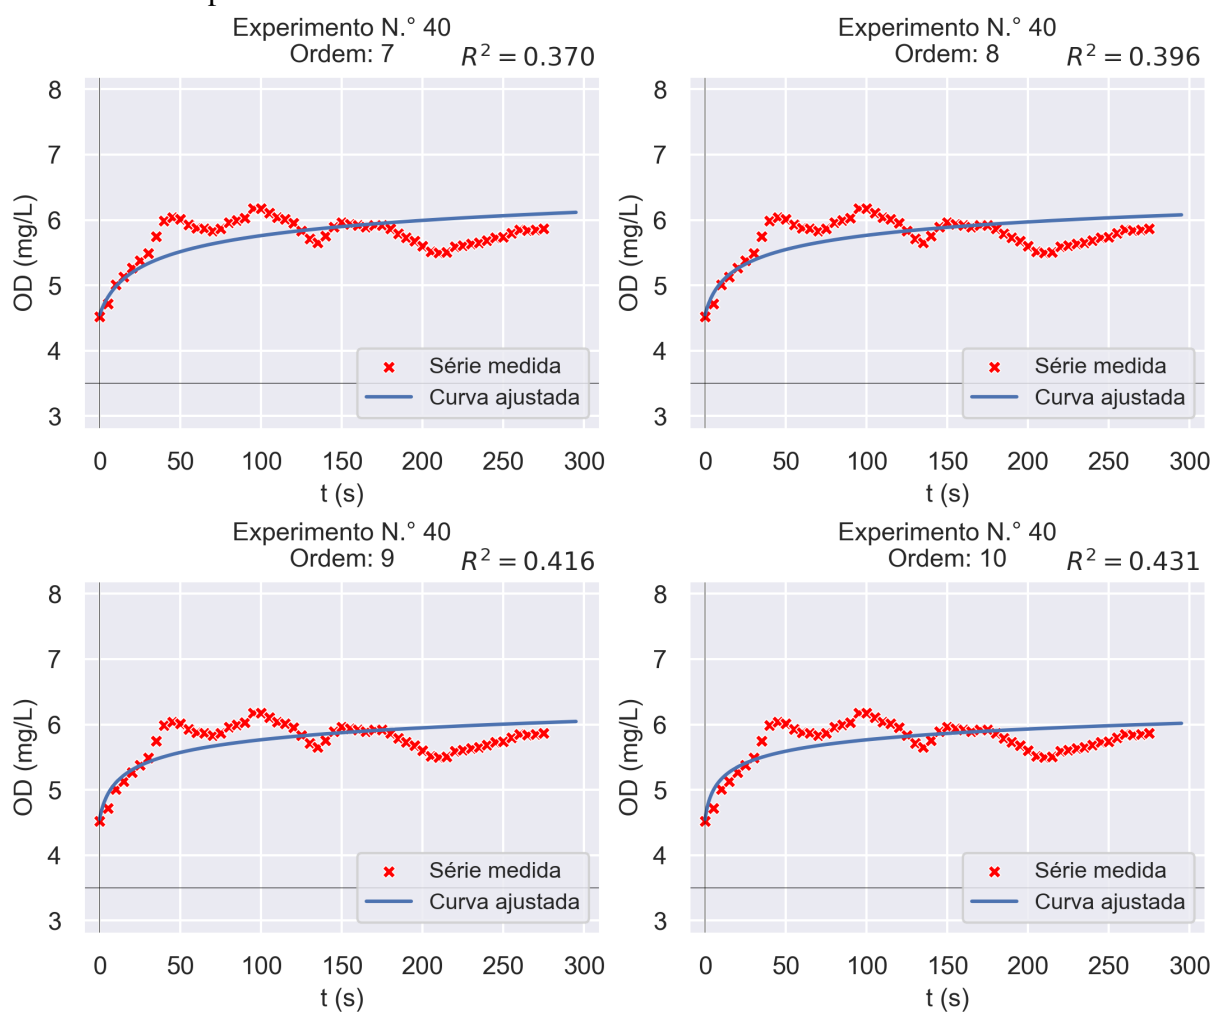 Experimento N.° 40
Ordem: 7
R² = 0.370
8
7
6
5
4
3
OD (mg/L)
Série medida
Curva ajustada
0 50 100 150 200 250 300
t (s)
Experimento N.° 40
Ordem: 8
R² = 0.396
8
7
6
5
4
3
OD (mg/L)
Série medida
Curva ajustada
0 50 100 150 200 250 300
t (s)
Experimento N.° 40
Ordem: 9
R² = 0.416
8
7
6
5
4
3
OD (mg/L)
Série medida
Curva ajustada
0 50 100 150 200 250 300
t (s)
Experimento N.° 40
Ordem: 10
R² = 0.431
8
7
6
5
4
3
OD (mg/L)
Série medida
Curva ajustada
0 50 100 150 200 250 300
t (s)